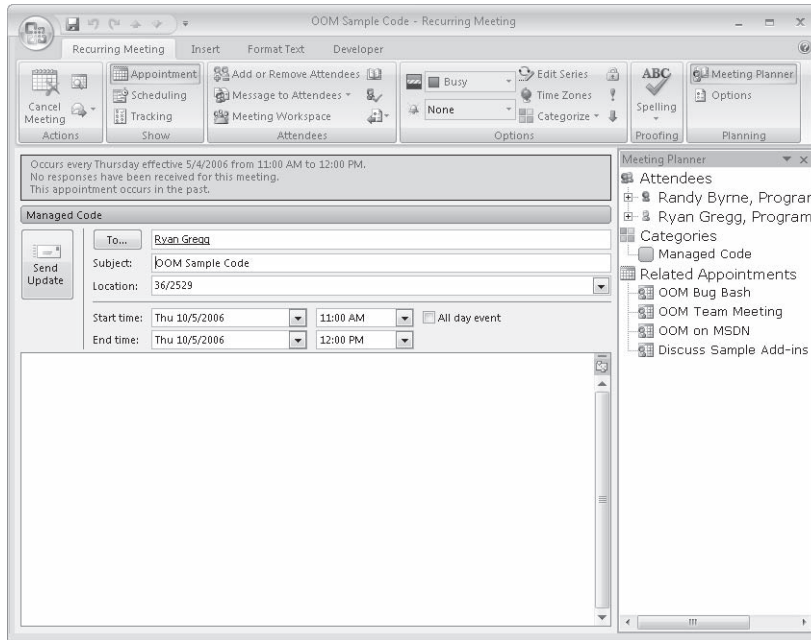 OOM Sample Code - Recurring Meeting
Recurring Meeting Insert Format Text Developer
Cancel Meeting
Actions
Appointment
Scheduling
Tracking
Show
Add or Remove Attendees
Message to Attendees
Meeting Workspace
Attendees
Busy
None
Edit Series
Time Zones
Categorize
Options
ABC
Spelling
Proofing
Meeting Planner
Options
Planning
Occurs every Thursday effective 5/4/2006 from 11:00 AM to 12:00 PM.
No responses have been received for this meeting.
This appointment occurs in the past.
Managed Code
Send Update
To... Ryan Gregg
Subject: OOM Sample Code
Location: 36/2529
Start time: Thu 10/5/2006 11:00 AM All day event
End time: Thu 10/5/2006 12:00 PM
Meeting Planner
Attendees
Randy Byrne, Prograr
Ryan Gregg, Program
Categories
Managed Code
Related Appointments
OOM Bug Bash
OOM Team Meeting
OOM on MSDN
Discuss Sample Add-ins